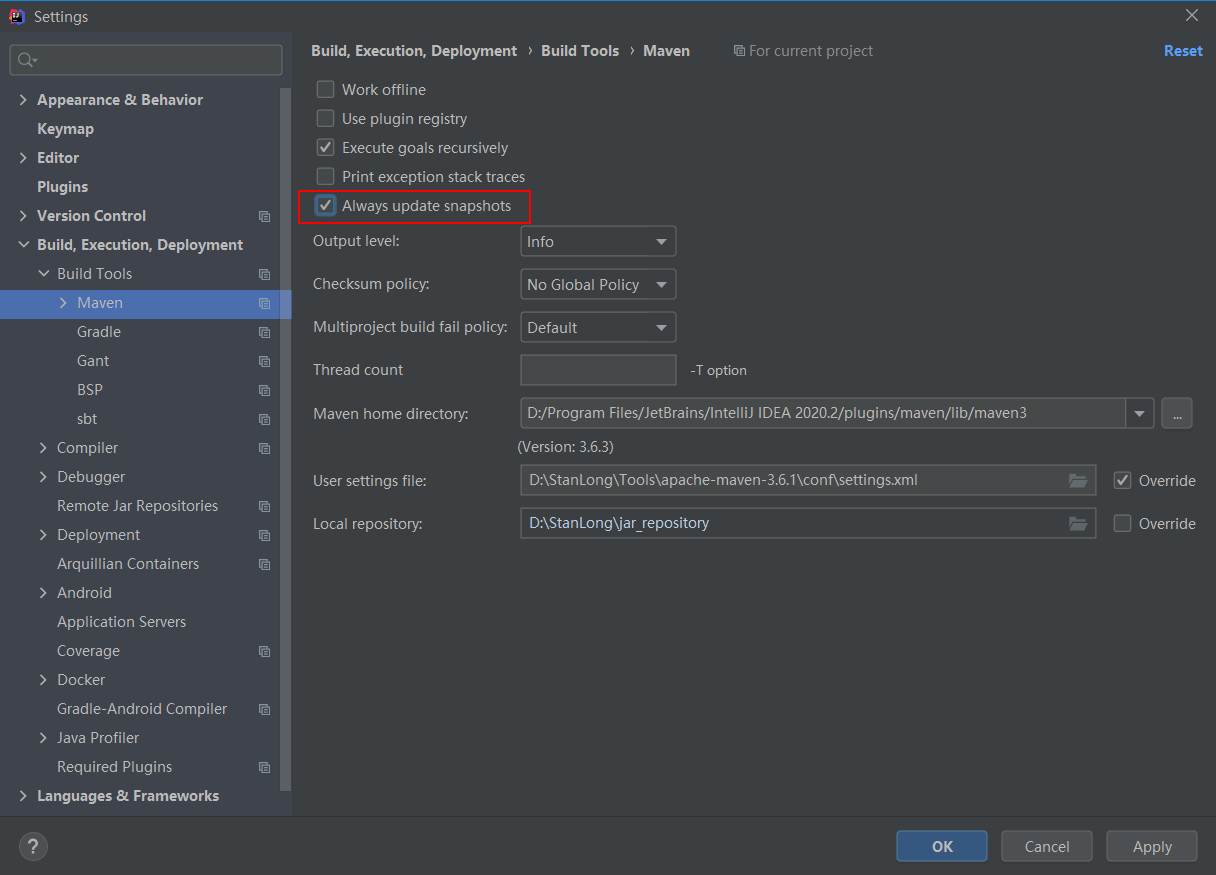 Settings
Build, Execution, Deployment › Build Tools › Maven For current project Reset
Appearance & Behavior
Keymap
Editor
Plugins
Version Control
Build, Execution, Deployment
Build Tools
Maven
Gradle
Gant
BSP
sbt
Compiler
Debugger
Remote Jar Repositories
Deployment
Arquillian Containers
Android
Application Servers
Coverage
Docker
Gradle-Android Compiler
Java Profiler
Required Plugins
Languages & Frameworks
Work offline
Use plugin registry
Execute goals recursively
Print exception stack traces
Always update snapshots
Output level: Info
Checksum policy: No Global Policy
Multiproject build fail policy: Default
Thread count -T option
Maven home directory: D:/Program Files/JetBrains/IntelliJ IDEA 2020.2/plugins/maven/lib/maven3 ...
(Version: 3.6.3)
User settings file: D:\StanLong\Tools\apache-maven-3.6.1\conf\settings.xml Override
Local repository: D:\StanLong\jar_repository Override
? OK Cancel Apply